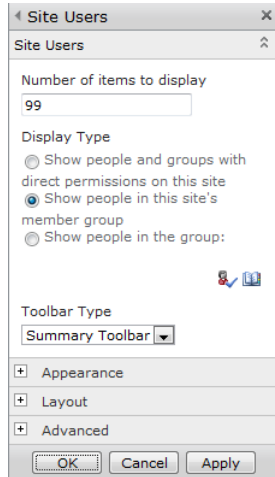 Site Users
Site Users
Number of items to display
99
Display Type
Show people and groups with
direct permissions on this site
Show people in this site's
member group
Show people in the group:
Toolbar Type
Summary Toolbar
Appearance
Layout
Advanced
OK Cancel Apply